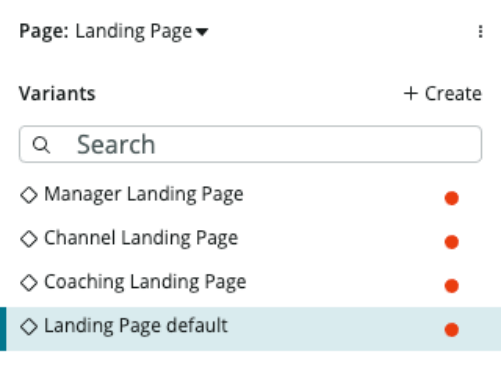 Page: Landing Page
Variants
+ Create
Search
Manager Landing Page
Channel Landing Page
Coaching Landing Page
Landing Page default